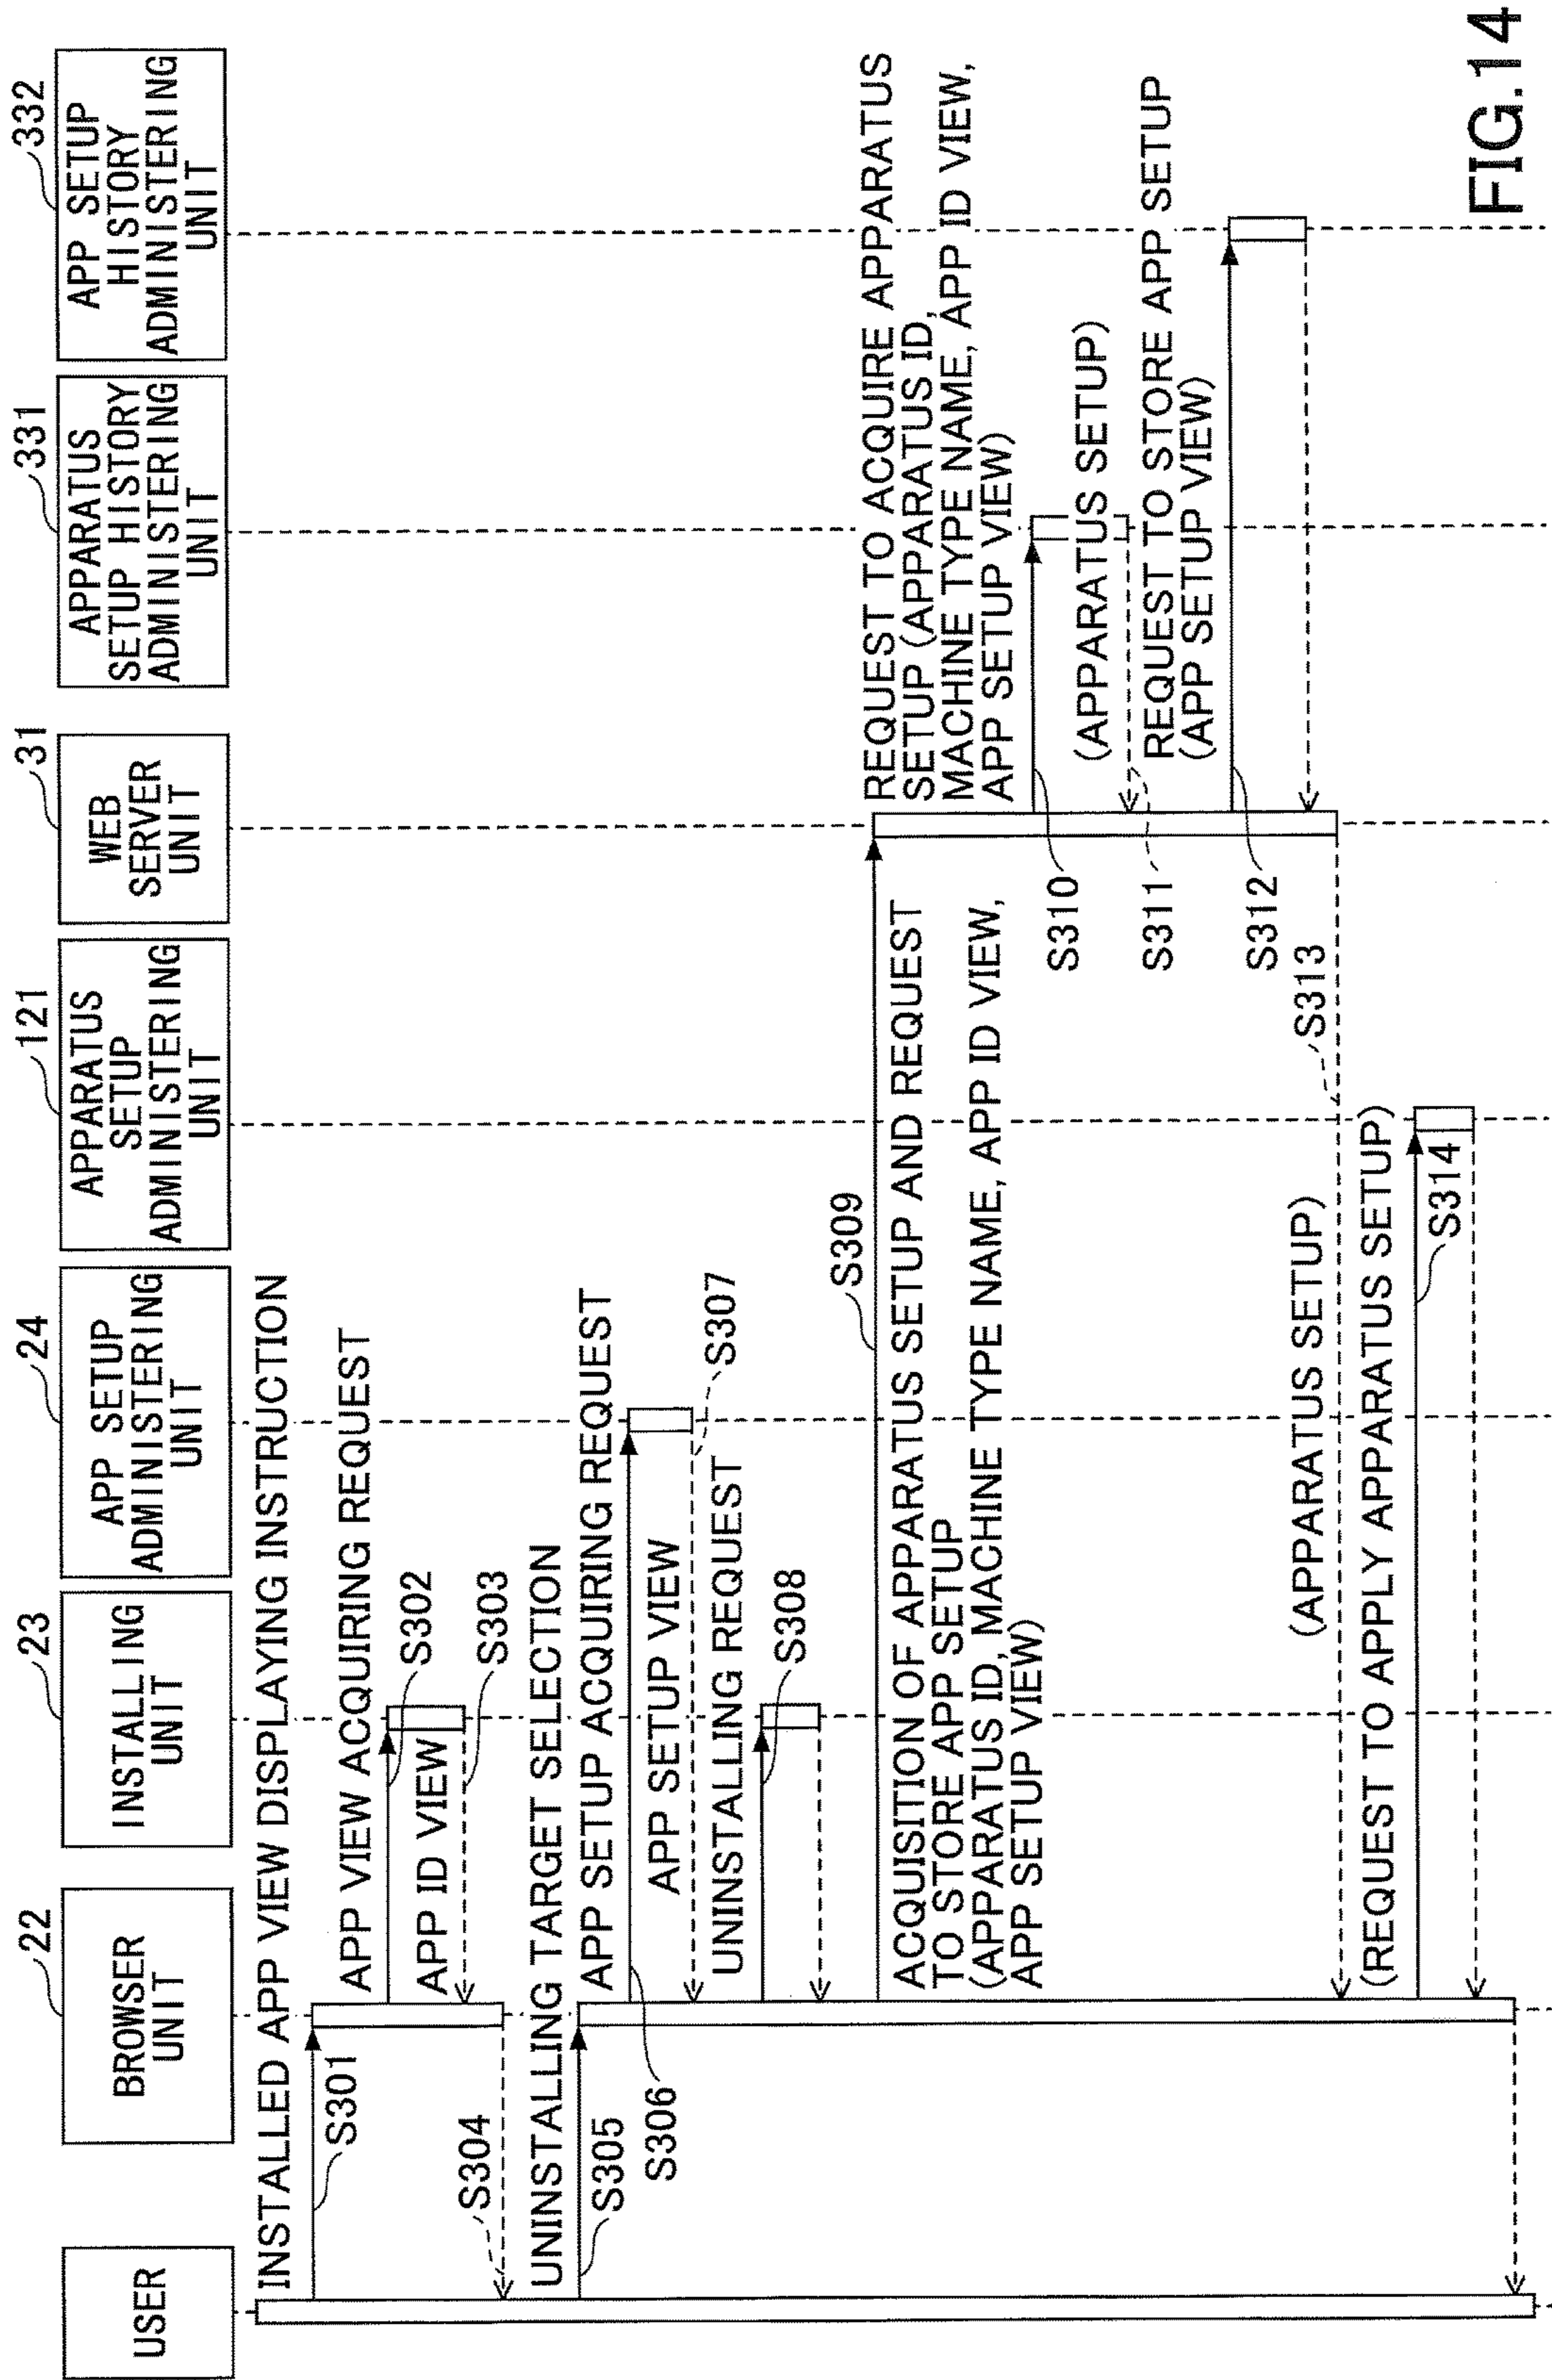 USER
22
BROWSER
UNIT
23
INSTALLING
UNIT
24
APP SETUP
ADMINISTERING
UNIT
121
APPARATUS
SETUP
ADMINISTERING
UNIT
31
WEB
SERVER
UNIT
331
APPARATUS
SETUP HISTORY
ADMINISTERING
UNIT
332
APP SETUP
HISTORY
ADMINISTERING
UNIT
INSTALLED APP VIEW DISPLAYING INSTRUCTION
S301
APP VIEW ACQUIRING REQUEST
S302
APP ID VIEW
S303
S304
UNINSTALLING TARGET SELECTION
S305
APP SETUP ACQUIRING REQUEST
S306
APP SETUP VIEW
S307
UNINSTALLING REQUEST
S308
S309
ACQUISITION OF APPARATUS SETUP AND REQUEST
TO STORE APP SETUP
(APPARATUS ID, MACHINE TYPE NAME, APP ID VIEW,
APP SETUP VIEW)
REQUEST TO ACQUIRE APPARATUS
SETUP (APPARATUS ID,
MACHINE TYPE NAME, APP ID VIEW,
APP SETUP VIEW)
S310
(APPARATUS SETUP)
S311
REQUEST TO STORE APP SETUP
(APP SETUP VIEW)
S312
S313
(APPARATUS SETUP)
(REQUEST TO APPLY APPARATUS SETUP)
S314
FIG.14